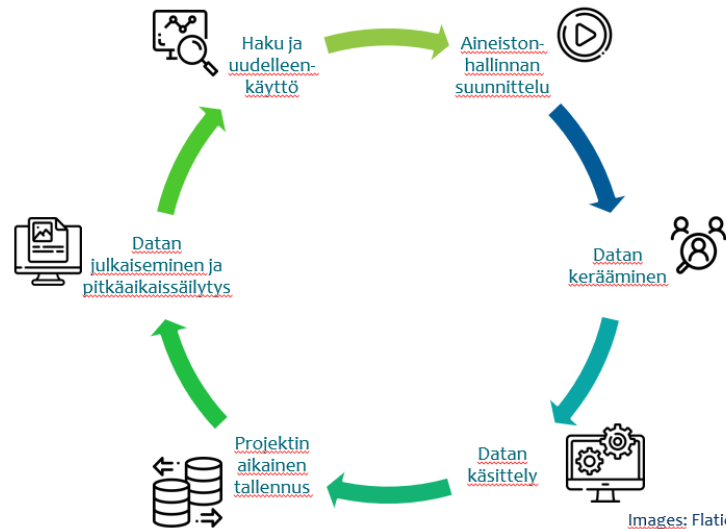 Haku ja
uudelleen-
käyttö
Aineiston-
hallinnan
suunnittelu
Datan
kerääminen
Datan
käsittely
Projektin
aikainen
tallennus
Datan
julkaiseminen ja
pitkäaikaissäilytys
Images: